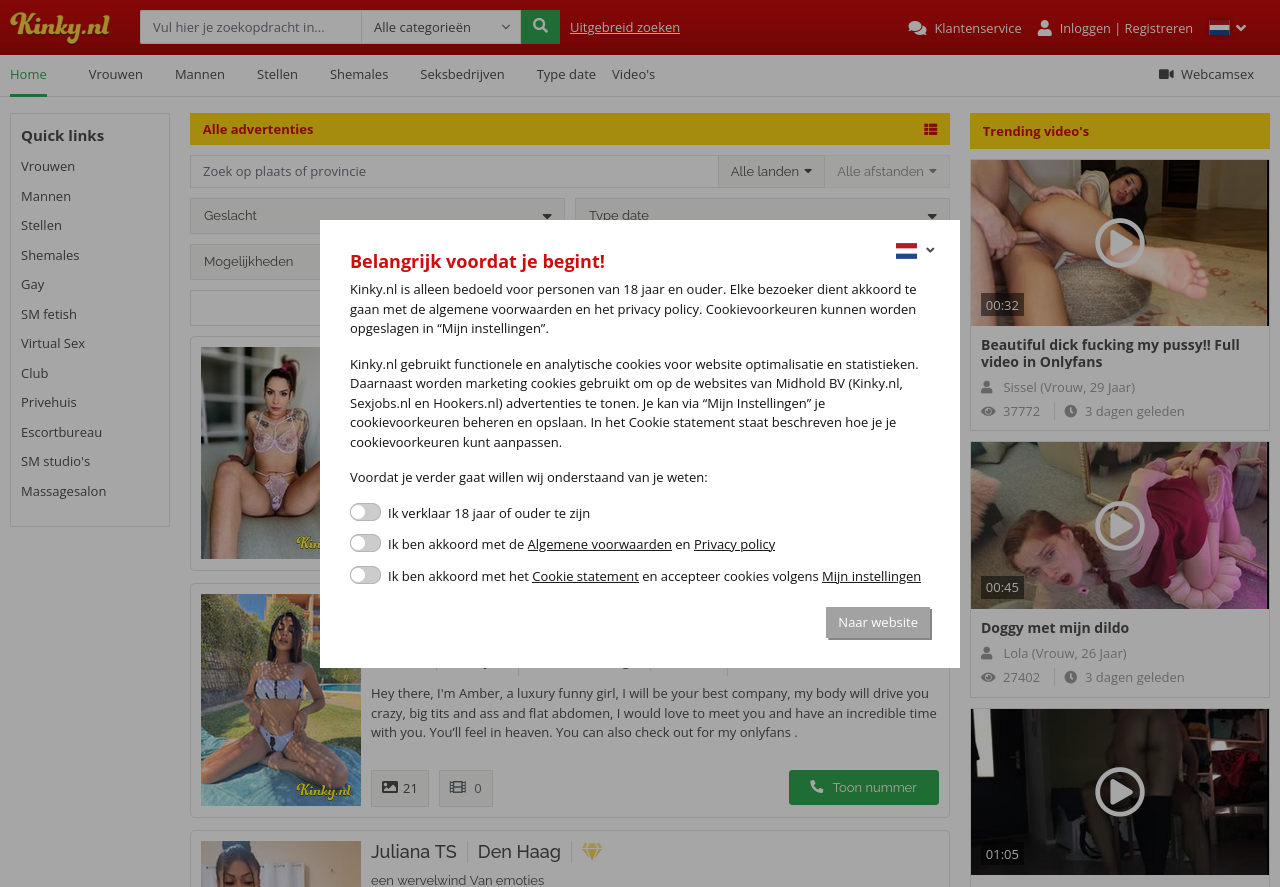 Kinky.nl
Vul hier je zoekopdracht in...
Alle categorieën
Uitgebreid zoeken
Klantenservice
Inloggen | Registreren
Home
Vrouwen
Mannen
Stellen
Shemales
Seksbedrijven
Type date
Video's
Webcamsex
Quick links
Vrouwen
Mannen
Stellen
Shemales
Gay
SM fetish
Virtual Sex
Club
Privehuis
Escortbureau
SM studio's
Massagesalon
Alle advertenties
Zoek op plaats of provincie
Alle landen
Alle afstanden
Geslacht
Type date
Mogelijkheden
Belangrijk voordat je begint!
Kinky.nl is alleen bedoeld voor personen van 18 jaar en ouder. Elke bezoeker dient akkoord te
gaan met de algemene voorwaarden en het privacy policy. Cookievoorkeuren kunnen worden
opgeslagen in “Mijn instellingen”.
Kinky.nl gebruikt functionele en analytische cookies voor website optimalisatie en statistieken.
Daarnaast worden marketing cookies gebruikt om op de websites van Midhold BV (Kinky.nl,
Sexjobs.nl en Hookers.nl) advertenties te tonen. Je kan via “Mijn Instellingen” je
cookievoorkeuren beheren en opslaan. In het Cookie statement staat beschreven hoe je je
cookievoorkeuren kunt aanpassen.
Voordat je verder gaat willen wij onderstaand van je weten:
Ik verklaar 18 jaar of ouder te zijn
Ik ben akkoord met de Algemene voorwaarden en Privacy policy
Ik ben akkoord met het Cookie statement en accepteer cookies volgens Mijn instellingen
Naar website
Hey there, I'm Amber, a luxury funny girl, I will be your best company, my body will drive you
crazy, big tits and ass and flat abdomen, I would love to meet you and have an incredible time
with you. You’ll feel in heaven. You can also check out for my onlyfans .
Kinky.nl
21
0
Toon nummer
Juliana TS
Den Haag
een wervelwind Van emoties
Trending video's
00:32
Beautiful dick fucking my pussy!! Full
video in Onlyfans
Sissel (Vrouw, 29 Jaar)
37772
3 dagen geleden
00:45
Doggy met mijn dildo
Lola (Vrouw, 26 Jaar)
27402
3 dagen geleden
01:05